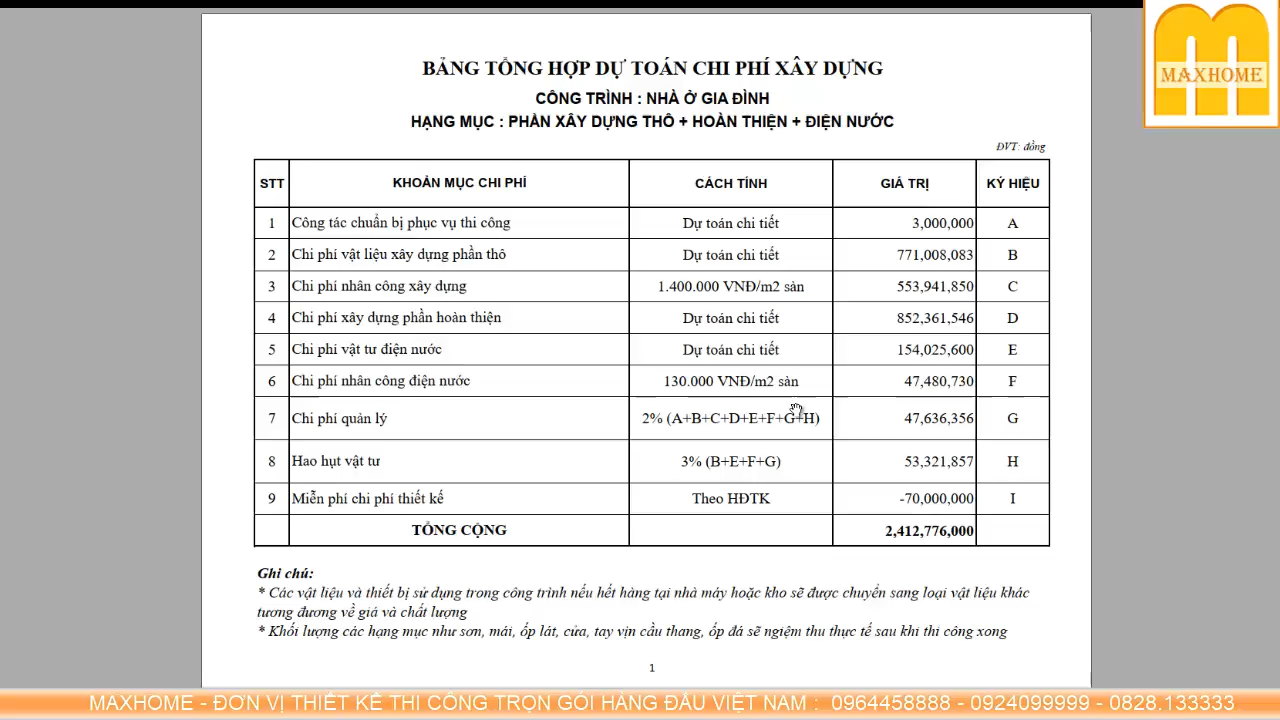 MAXHOME
BẢNG TỔNG HỢP DỰ TOÁN CHI PHÍ XÂY DỰNG
CÔNG TRÌNH : NHÀ Ở GIA ĐÌNH
HẠNG MỤC : PHẦN XÂY DỰNG THÔ + HOÀN THIỆN + ĐIỆN NƯỚC
ĐVT: đồng
STT KHOẢN MỤC CHI PHÍ CÁCH TÍNH GIÁ TRỊ KÝ HIỆU
1 Công tác chuẩn bị phục vụ thi công Dự toán chi tiết 3,000,000 A
2 Chi phí vật liệu xây dựng phần thô Dự toán chi tiết 771,008,083 B
3 Chi phí nhân công xây dựng 1.400.000 VNĐ/m2 sàn 553,941,850 C
4 Chi phí xây dựng phần hoàn thiện Dự toán chi tiết 852,361,546 D
5 Chi phí vật tư điện nước Dự toán chi tiết 154,025,600 E
6 Chi phí nhân công điện nước 130.000 VNĐ/m2 sàn 47,480,730 F
7 Chi phí quản lý 2% (A+B+C+D+E+F+G+H) 47,636,356 G
8 Hao hụt vật tư 3% (B+E+F+G) 53,321,857 H
9 Miễn phí chi phí thiết kế Theo HĐTK -70,000,000 I
TỔNG CỘNG 2,412,776,000
Ghi chú:
* Các vật liệu và thiết bị sử dụng trong công trình nếu hết hàng tại nhà máy hoặc kho sẽ được chuyển sang loại vật liệu khác
tương đương về giá và chất lượng
* Khối lượng các hạng mục như sơn, mái, ốp lát, cửa, tay vịn cầu thang, ốp đá sẽ ngiệm thu thực tế sau khi thi công xong
1
MAXHOME - ĐƠN VỊ THIẾT KẾ THI CÔNG TRỌN GÓI HÀNG ĐẦU VIỆT NAM : 0964458888 - 0924099999 - 0828.133333